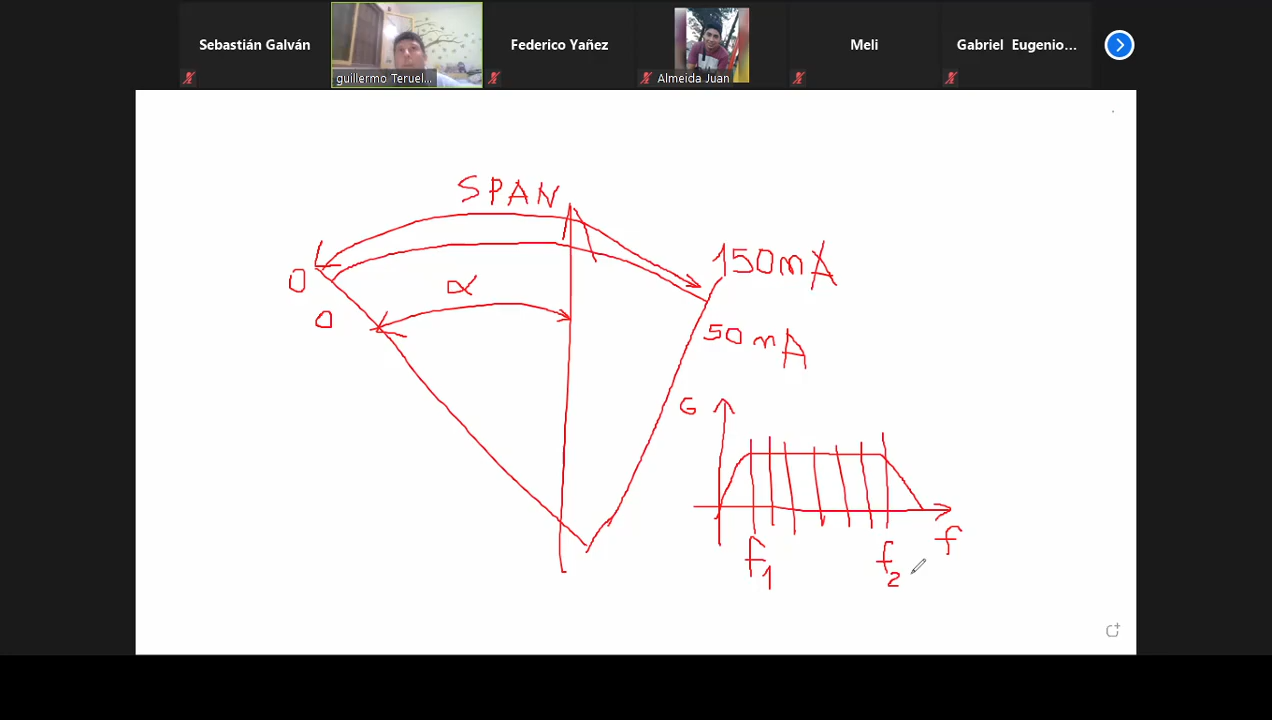 Sebastián Galván
guillermo Teruel...
Federico Yañez
Almeida Juan
Meli
Gabriel Eugenio...
SPAN
0
150mA
α
0
50mA
G
f
f1
f2